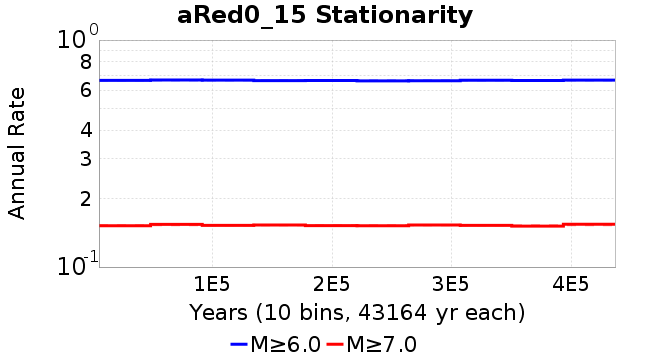 aRed0_15 Stationarity
Annual Rate
10^0
8
6
4
3
2
10^-1
1E5 2E5 3E5 4E5
Years (10 bins, 43164 yr each)
M≥6.0 M≥7.0